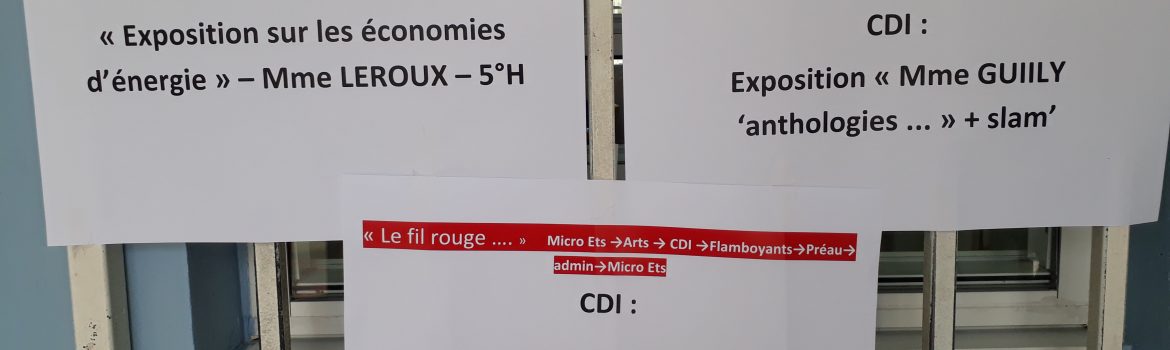 « Exposition sur les économies
d’énergie » – Mme LEROUX – 5°H
CDI :
Exposition « Mme GUIILY
‘anthologies ... » + slam’
« Le fil rouge .... » Micro Ets →Arts → CDI →Flamboyants→Préau→
admin→Micro Ets
CDI :